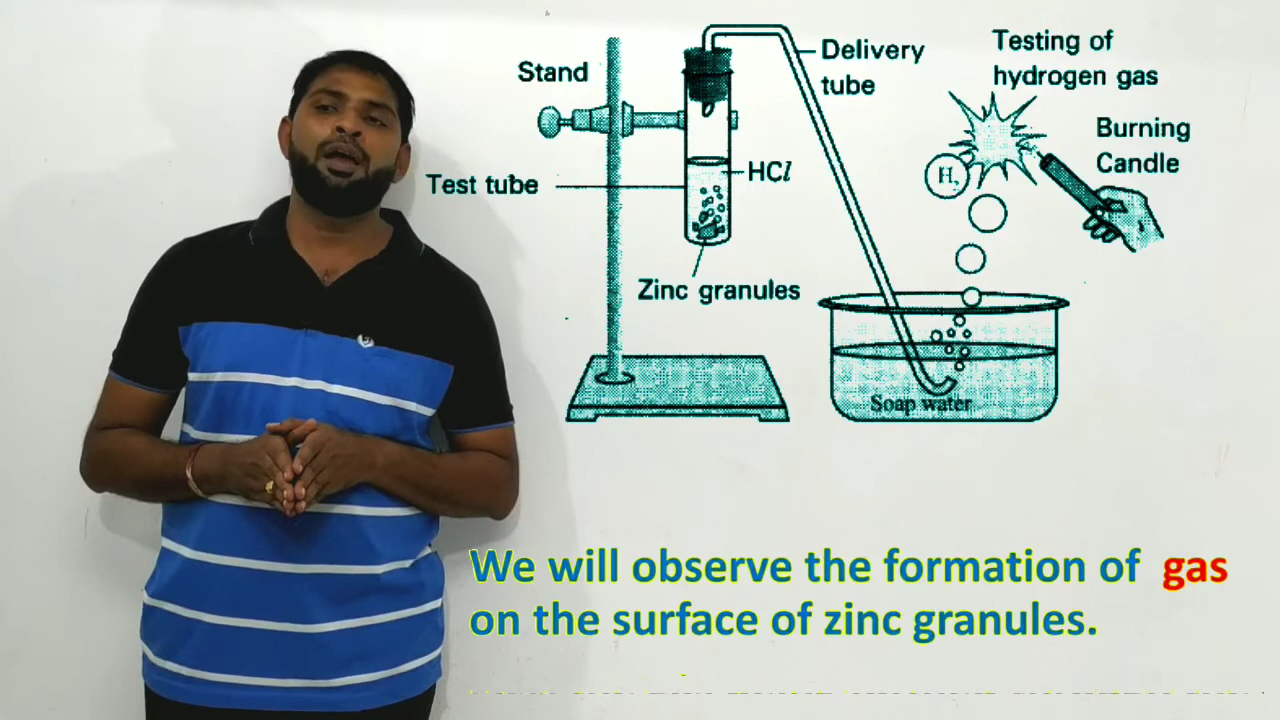 Stand
Delivery
tube
Testing of
hydrogen gas
Burning
Candle
Test tube
HCl
H₂
Zinc granules
Soap water
We will observe the formation of gas
on the surface of zinc granules.